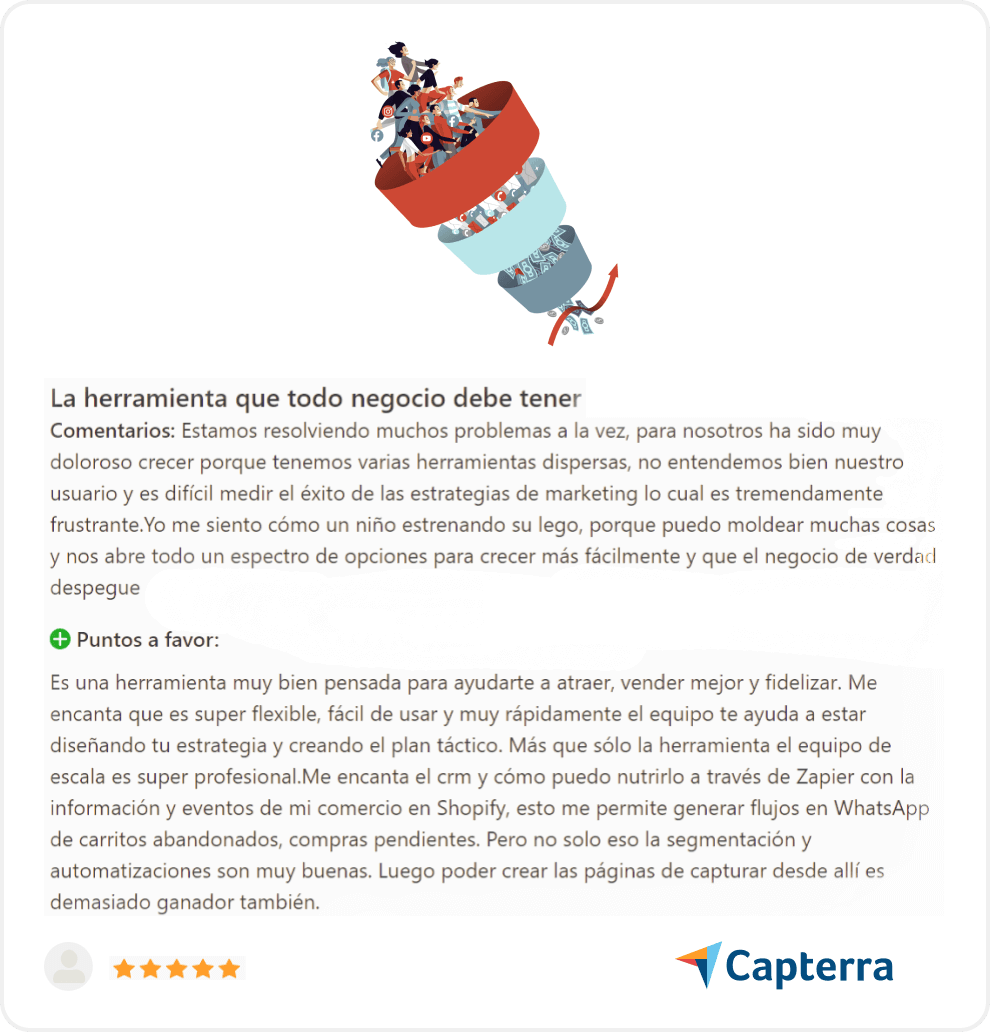 La herramienta que todo negocio debe tener
Comentarios: Estamos resolviendo muchos problemas a la vez, para nosotros ha sido muy
doloroso crecer porque tenemos varias herramientas dispersas, no entendemos bien nuestro
usuario y es difícil medir el éxito de las estrategias de marketing lo cual es tremendamente
frustrante.Yo me siento cómo un niño estrenando su lego, porque puedo moldear muchas cosas
y nos abre todo un espectro de opciones para crecer más fácilmente y que el negocio de verdad
despegue
Puntos a favor:
Es una herramienta muy bien pensada para ayudarte a atraer, vender mejor y fidelizar. Me
encanta que es super flexible, fácil de usar y muy rápidamente el equipo te ayuda a estar
diseñando tu estrategia y creando el plan táctico. Más que sólo la herramienta el equipo de
escala es super profesional.Me encanta el crm y cómo puedo nutrirlo a través de Zapier con la
información y eventos de mi comercio en Shopify, esto me permite generar flujos en WhatsApp
de carritos abandonados, compras pendientes. Pero no solo eso la segmentación y
automatizaciones son muy buenas. Luego poder crear las páginas de capturar desde allí es
demasiado ganador también.
Capterra